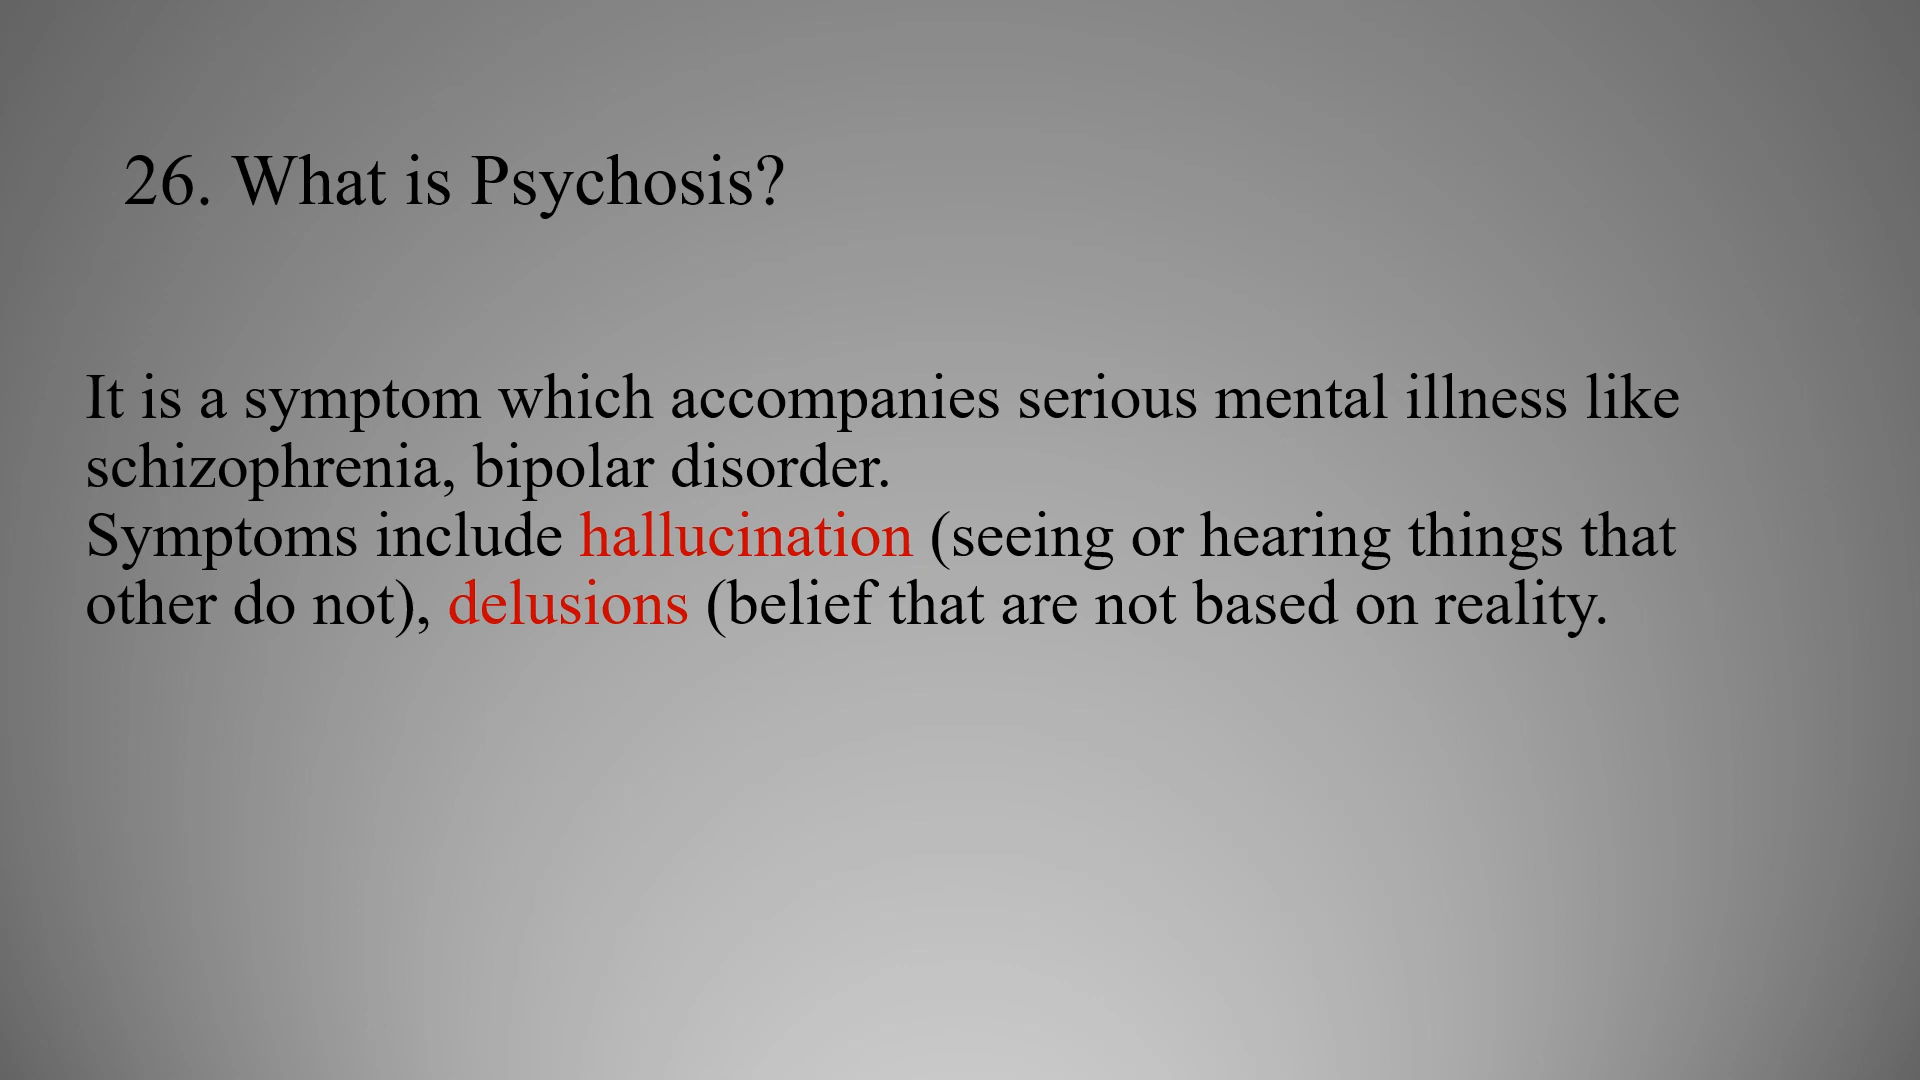 26. What is Psychosis?
It is a symptom which accompanies serious mental illness like
schizophrenia, bipolar disorder.
Symptoms include hallucination (seeing or hearing things that
other do not), delusions (belief that are not based on reality.